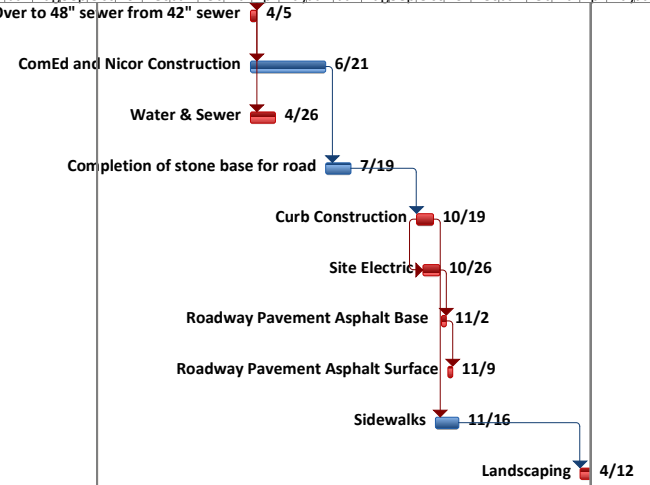 Over to 48" sewer from 42" sewer 4/5
ComEd and Nicor Construction 6/21
Water & Sewer 4/26
Completion of stone base for road 7/19
Curb Construction 10/19
Site Electric 10/26
Roadway Pavement Asphalt Base 11/2
Roadway Pavement Asphalt Surface 11/9
Sidewalks 11/16
Landscaping 4/12